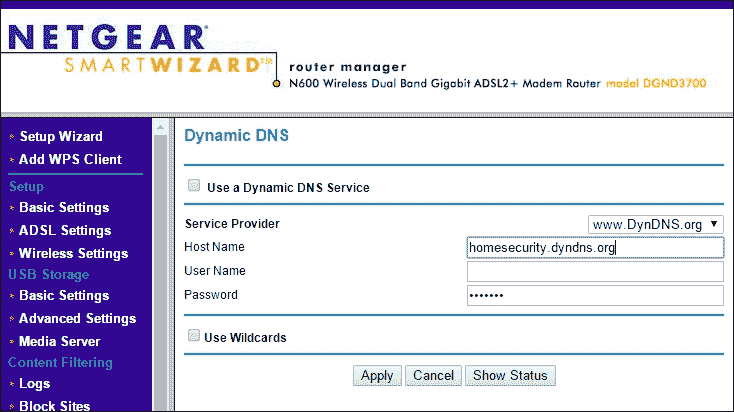 NETGEAR®
SMARTWIZARD™
router manager
N600 Wireless Dual Band Gigabit ADSL2+ Modem Router model DGND3700
Setup Wizard
Add WPS Client
Setup
Basic Settings
ADSL Settings
Wireless Settings
USB Storage
Basic Settings
Advanced Settings
Media Server
Content Filtering
Logs
Block Sites
Dynamic DNS
Use a Dynamic DNS Service
Service Provider www.DynDNS.org
Host Name homesecurity.dyndns.org
User Name
Password •••••••
Use Wildcards
Apply Cancel Show Status